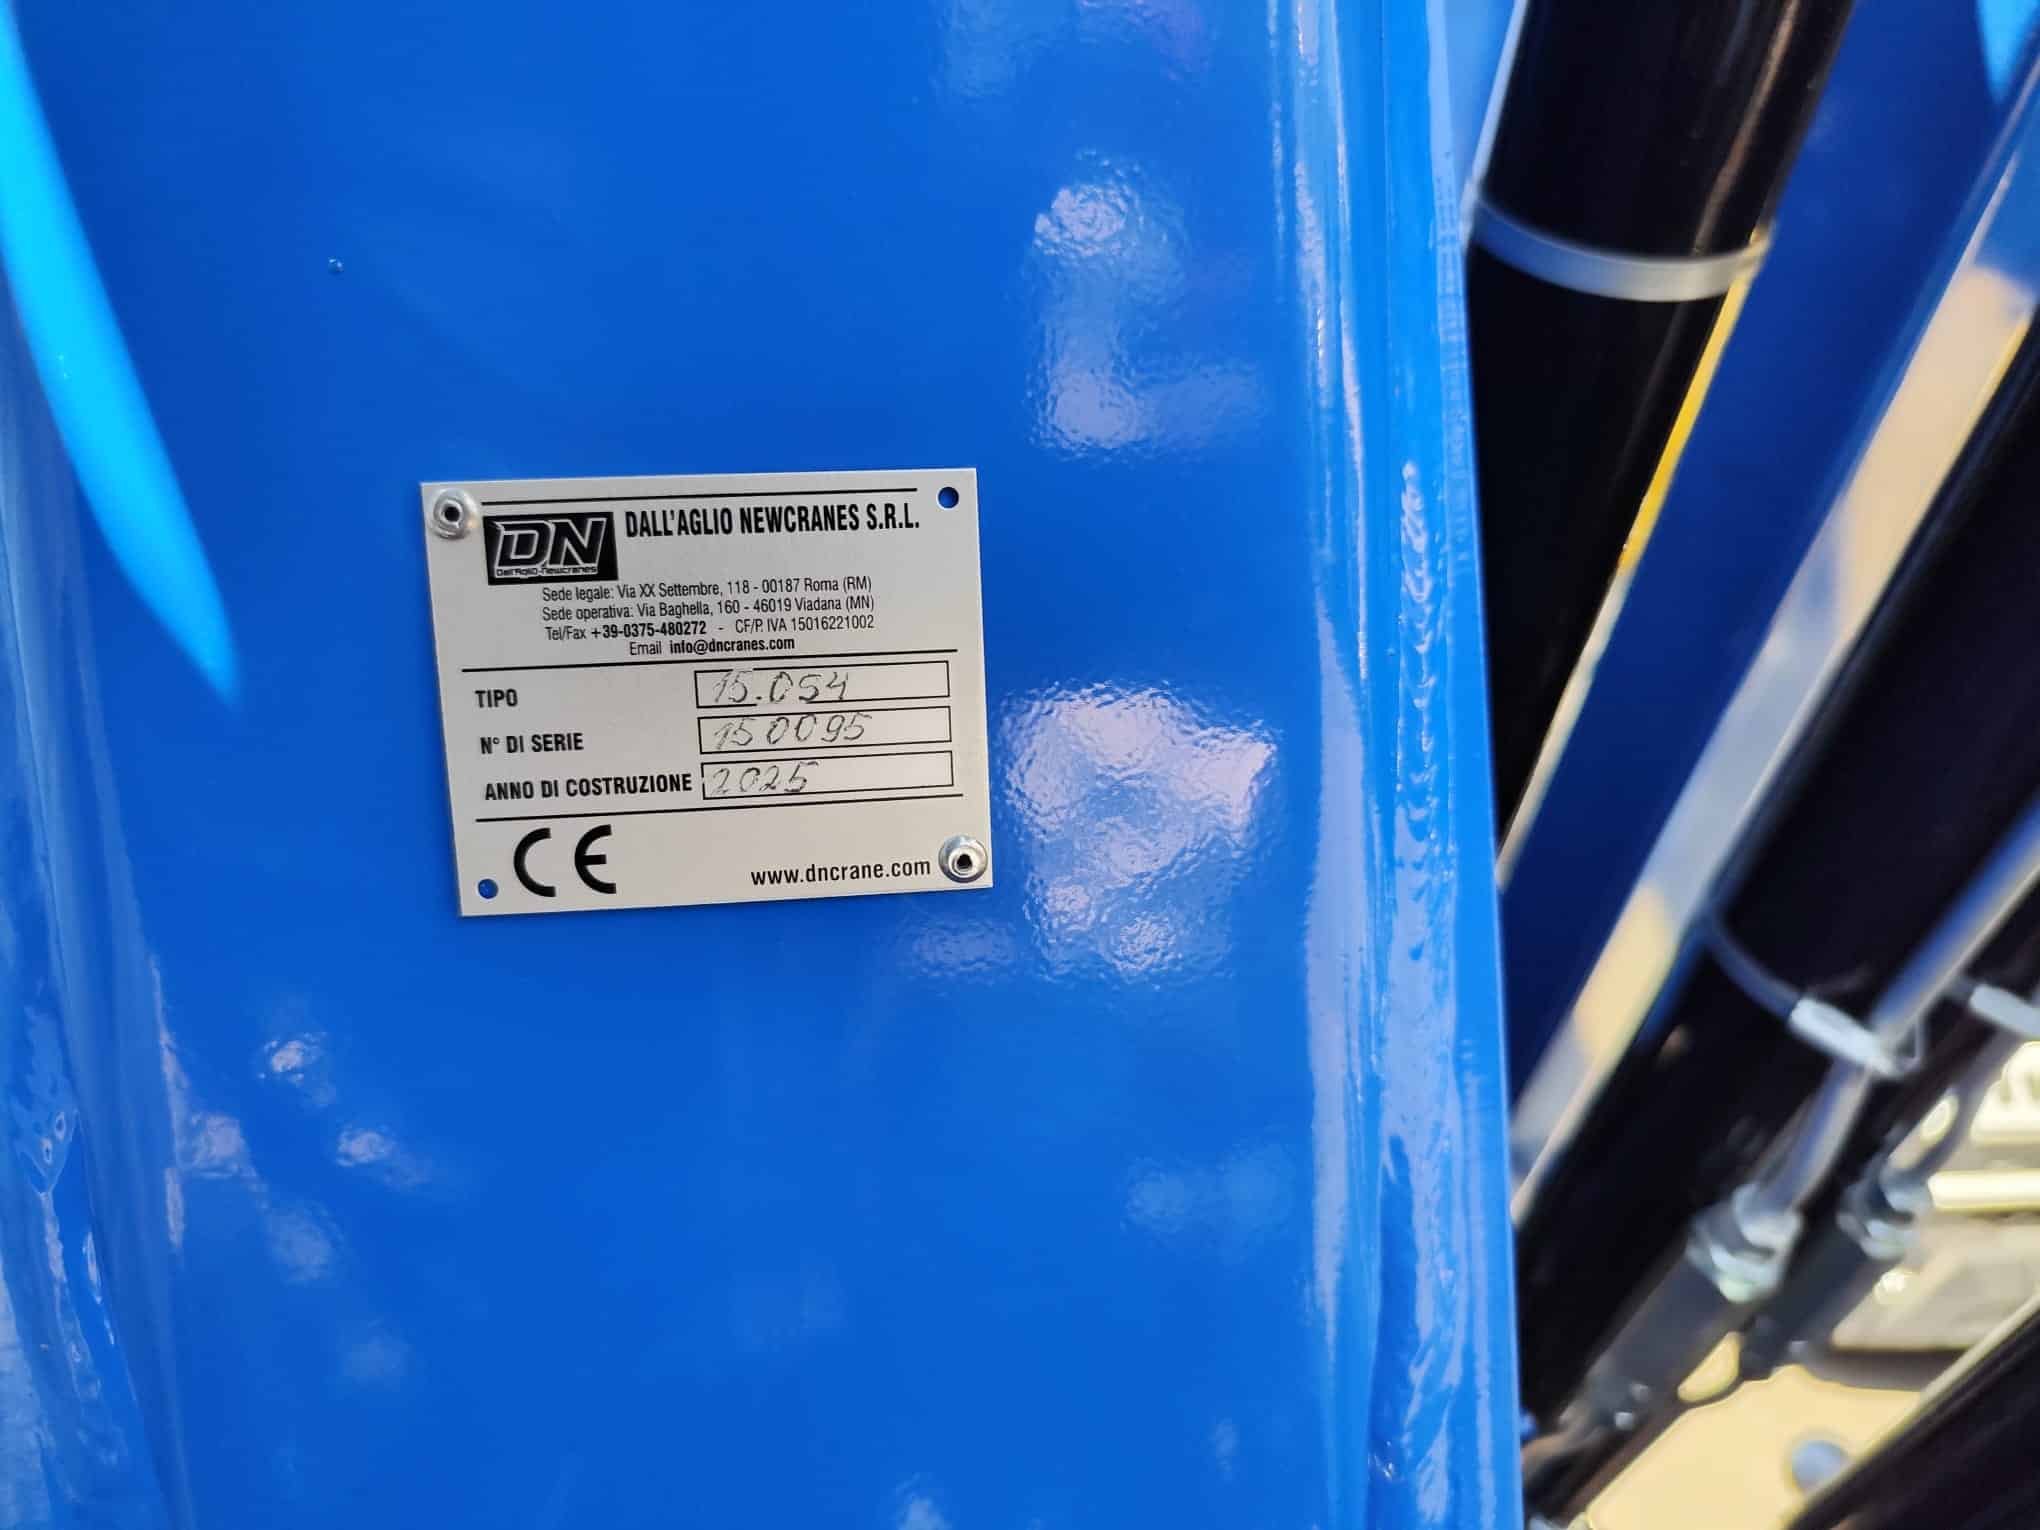 DN
Dall'Aglio-Newcranes
DALL'AGLIO NEWCRANES S.R.L.
Sede legale: Via XX Settembre, 118 - 00187 Roma (RM)
Sede operativa: Via Baghella, 160 - 46019 Viadana (MN)
Tel/Fax +39-0375-480272 - CF/P. IVA 15016221002
Email info@dncranes.com
TIPO 15.054
N° DI SERIE 150095
ANNO DI COSTRUZIONE 2025
CE
www.dncrane.com